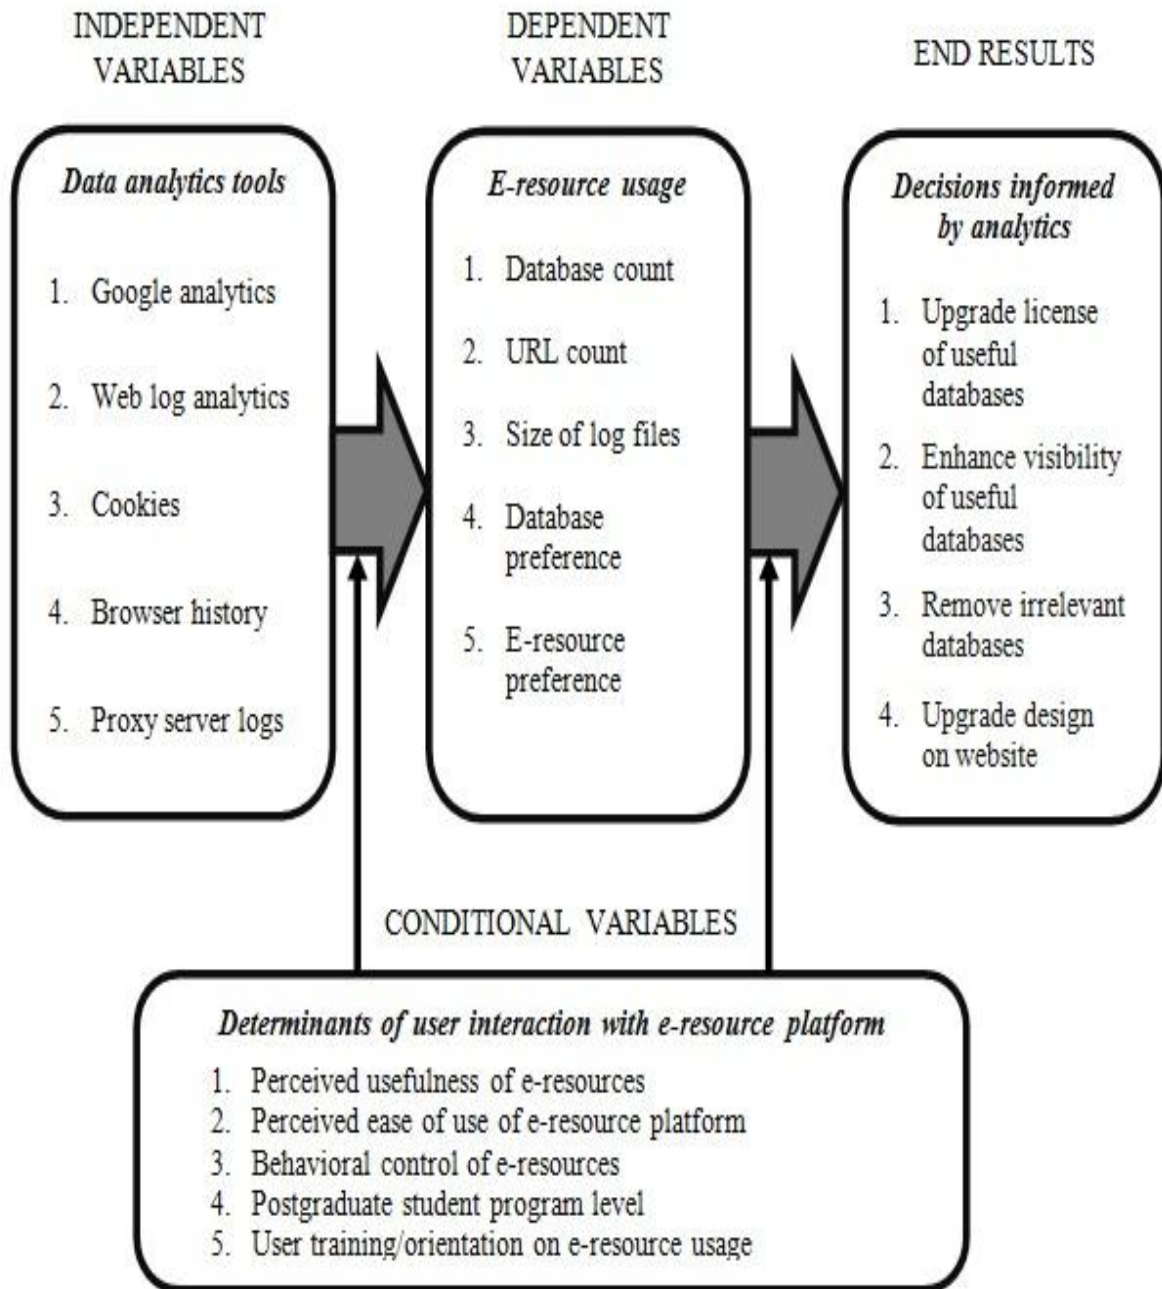 INDEPENDENT
VARIABLES
DEPENDENT
VARIABLES
END RESULTS
Data analytics tools
1. Google analytics
2. Web log analytics
3. Cookies
4. Browser history
5. Proxy server logs
E-resource usage
1. Database count
2. URL count
3. Size of log files
4. Database
preference
5. E-resource
preference
Decisions informed
by analytics
1. Upgrade license
of useful
databases
2. Enhance visibility
of useful
databases
3. Remove irrelevant
databases
4. Upgrade design
on website
CONDITIONAL VARIABLES
Determinants of user interaction with e-resource platform
1. Perceived usefulness of e-resources
2. Perceived ease of use of e-resource platform
3. Behavioral control of e-resources
4. Postgraduate student program level
5. User training/orientation on e-resource usage